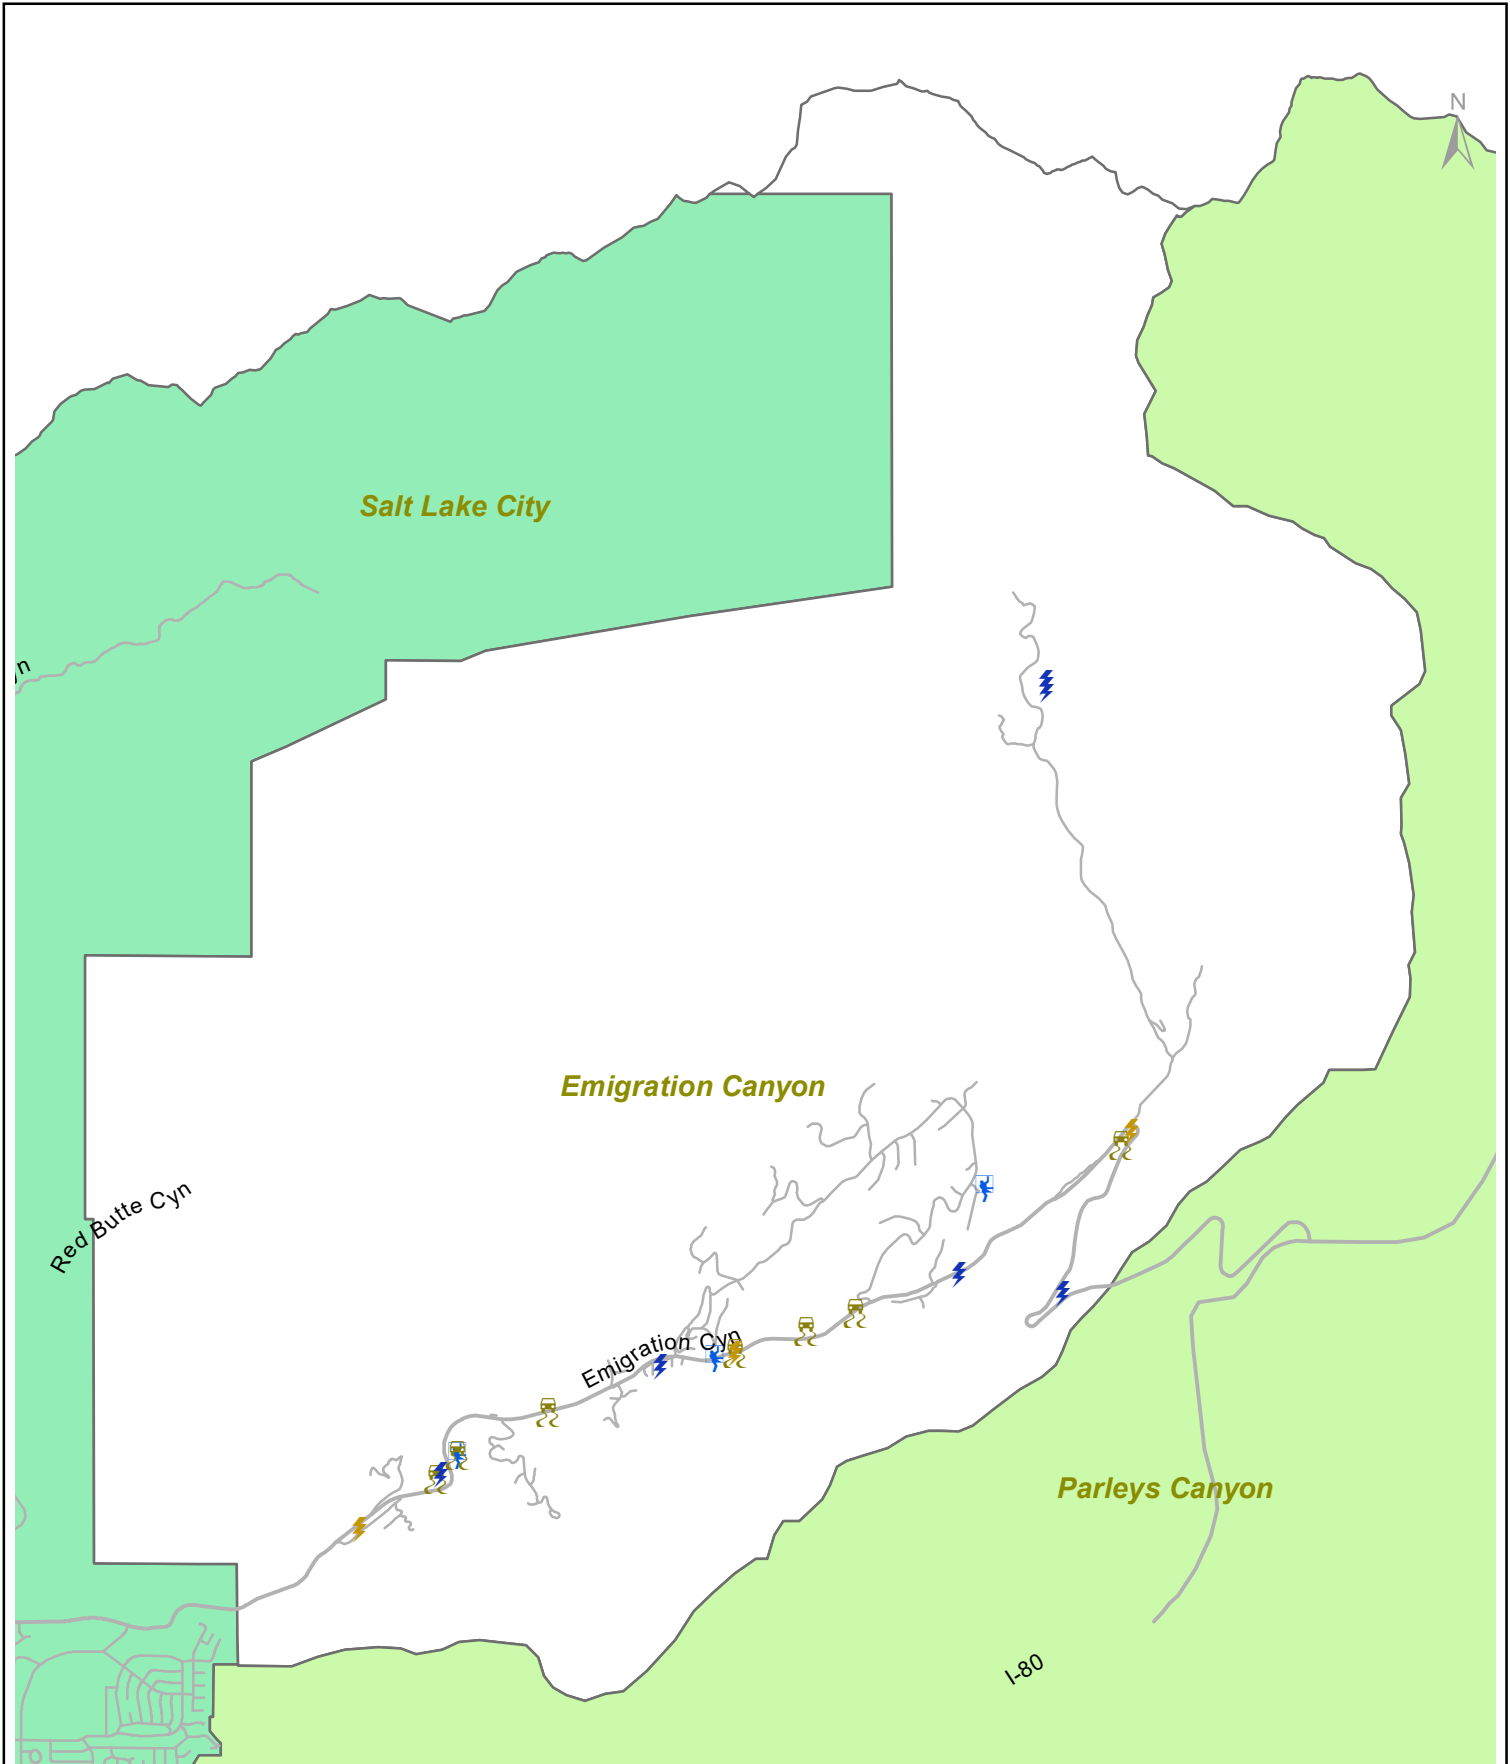 N
Salt Lake City
Emigration Canyon
Red Butte Cyn
Emigration Cyn
Parleys Canyon
I-80